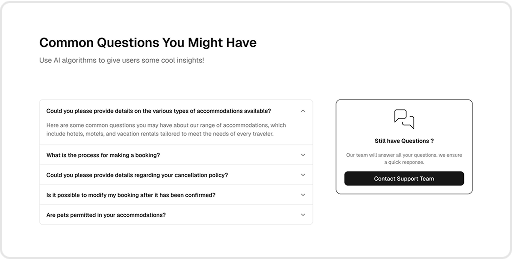 Common Questions You Might Have
Use AI algorithms to give users some cool insights!
Could you please provide details on the various types of accommodations available?
Here are some common questions you may have about our range of accommodations, which
include hotels, motels, and vacation rentals tailored to meet the needs of every traveler.
What is the process for making a booking?
Could you please provide details regarding your cancellation policy?
Is it possible to modify my booking after it has been confirmed?
Are pets permitted in your accommodations?
Still have Questions ?
Our team will answer all your questions, we ensure
a quick response.
Contact Support Team